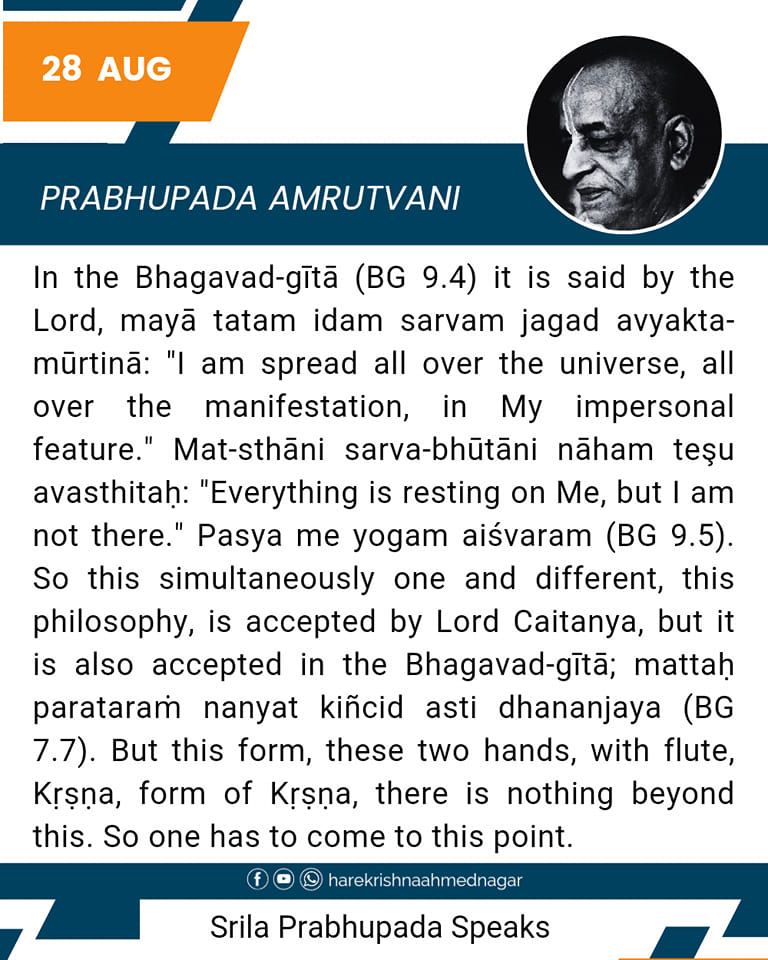 28 AUG
PRABHUPADA AMRUTVANI
In the Bhagavad-gītā (BG 9.4) it is said by the
Lord, mayā tatam idam sarvam jagad avyakta-
mūrtinā: "I am spread all over the universe, all
over the manifestation, in My impersonal
feature." Mat-sthāni sarva-bhūtāni nāham teşu
avasthitaḥ: "Everything is resting on Me, but I am
not there." Pasya me yogam aiśvaram (BG 9.5).
So this simultaneously one and different, this
philosophy, is accepted by Lord Caitanya, but it
is also accepted in the Bhagavad-gītā; mattaḥ
parataraṁ nanyat kiñcid asti dhananjaya (BG
7.7). But this form, these two hands, with flute,
Kṛṣṇa, form of Kṛṣṇa, there is nothing beyond
this. So one has to come to this point.
harekrishnaahmednagar
Srila Prabhupada Speaks